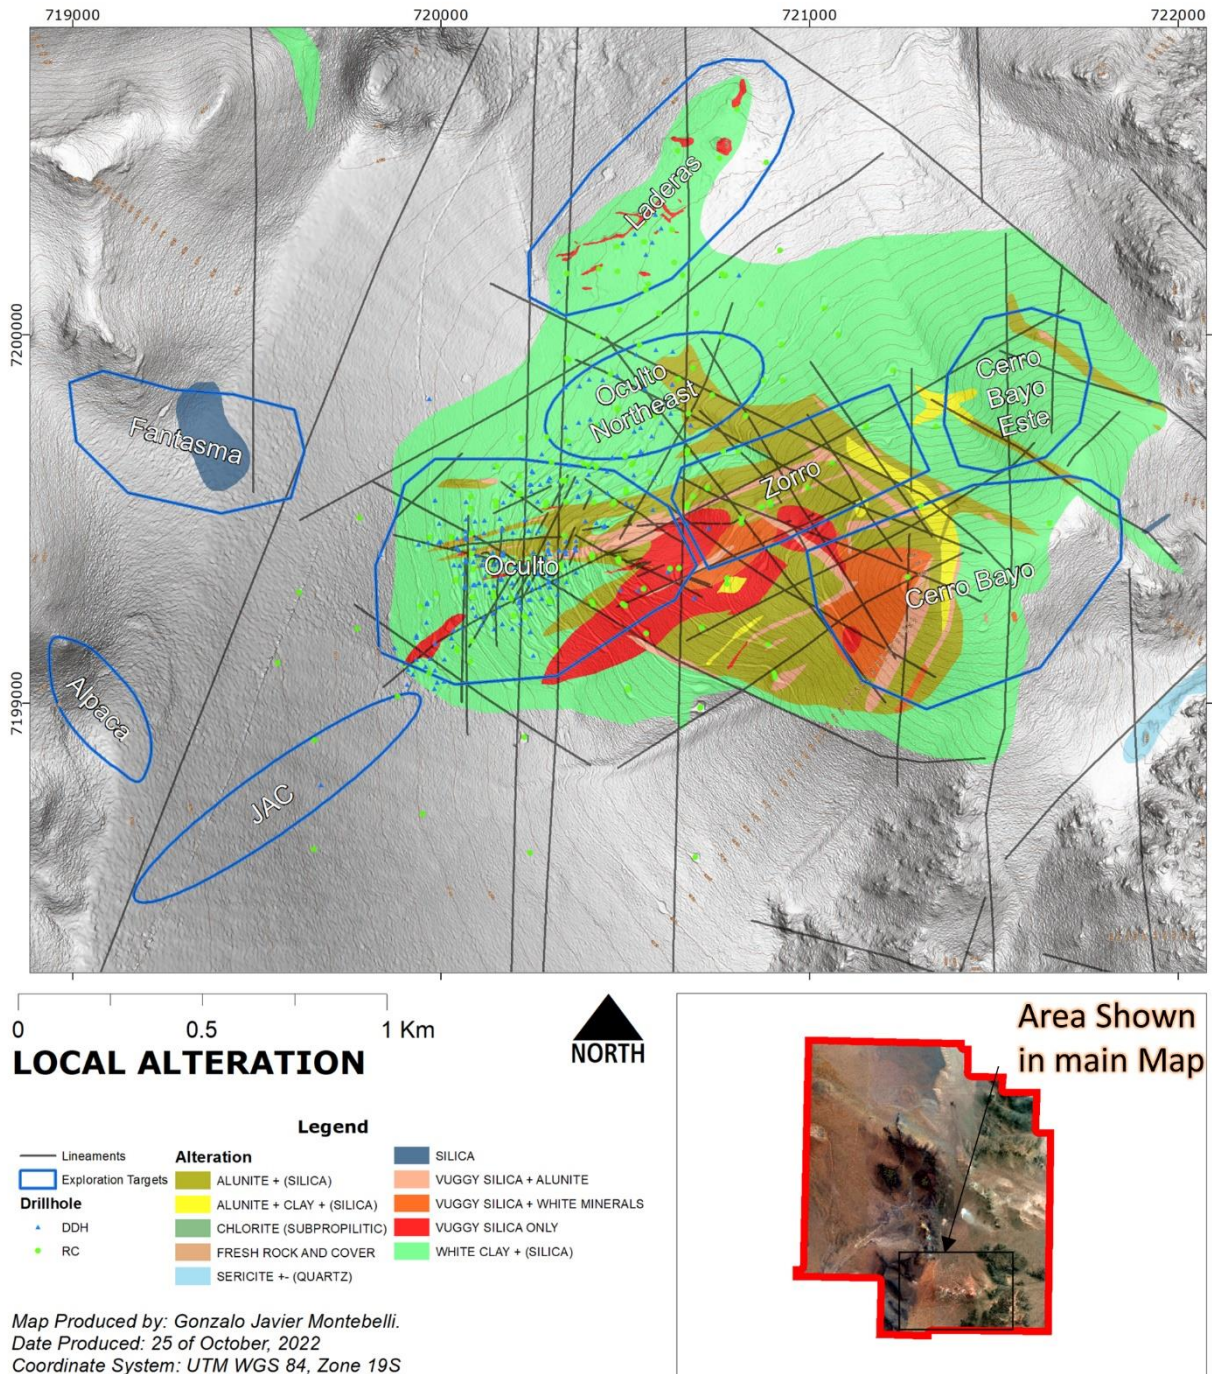 719000
720000
721000
722000
7200000
7199000
Laderas
Oculto
Northeast
Cerro
Bayo
Este
Fantasma
Zorro
Oculto
Cerro Bayo
Alpaca
JAC
0
0.5
1 Km
NORTH
LOCAL ALTERATION
Legend
Lineaments
Exploration Targets
Drillhole
DDH
RC
Alteration
ALUNITE + (SILICA)
ALUNITE + CLAY + (SILICA)
CHLORITE (SUBPROPILITIC)
FRESH ROCK AND COVER
SERICITE +- (QUARTZ)
SILICA
VUGGY SILICA + ALUNITE
VUGGY SILICA + WHITE MINERALS
VUGGY SILICA ONLY
WHITE CLAY + (SILICA)
Area Shown
in main Map
Map Produced by: Gonzalo Javier Montebelli.
Date Produced: 25 of October, 2022
Coordinate System: UTM WGS 84, Zone 19S